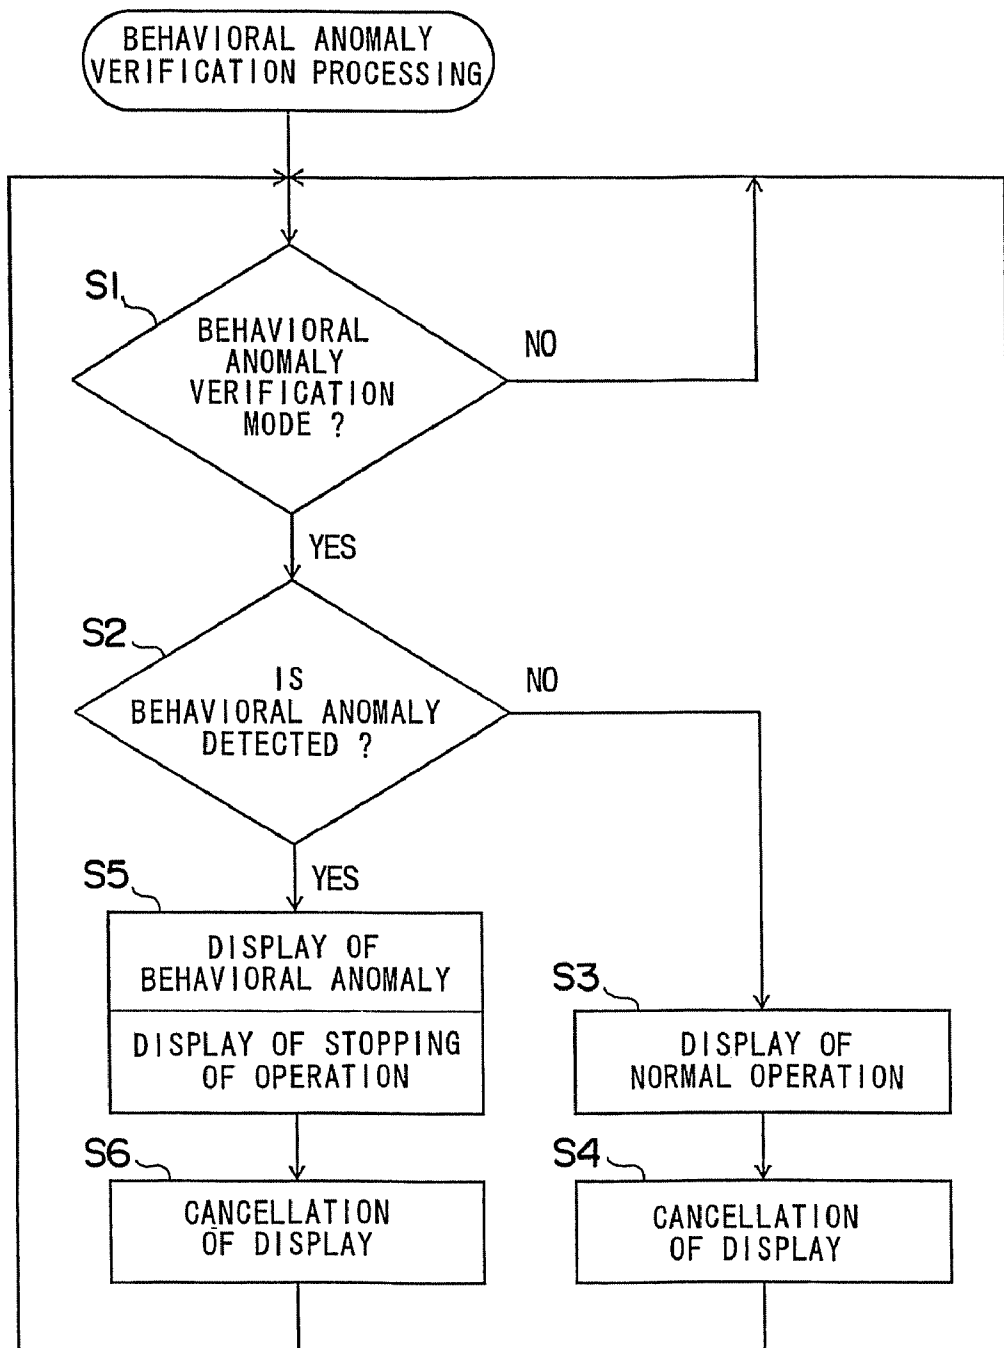 BEHAVIORAL ANOMALY
VERIFICATION PROCESSING
S1
BEHAVIORAL
ANOMALY
VERIFICATION
MODE ?
NO
YES
S2
IS
BEHAVIORAL ANOMALY
DETECTED ?
NO
YES
S5
DISPLAY OF
BEHAVIORAL ANOMALY
DISPLAY OF STOPPING
OF OPERATION
S3
DISPLAY OF
NORMAL OPERATION
S6
CANCELLATION
OF DISPLAY
S4
CANCELLATION
OF DISPLAY